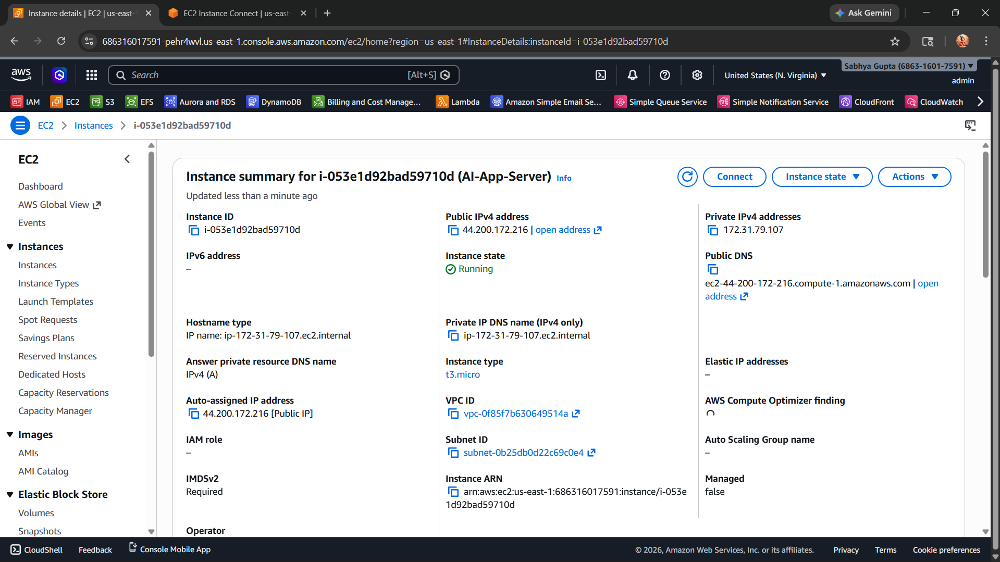 Instance details | EC2 | us-east-
EC2 Instance Connect | us-east-
Ask Gemini
686316017591-pehr4wvl.us-east-1.console.aws.amazon.com/ec2/home?region=us-east-1#InstanceDetails:instanceId=i-053e1d92bad59710d
aws
Search
[Alt+S]
United States (N. Virginia)
Sabhya Gupta (6863-1601-7591)
admin
IAM
EC2
S3
EFS
Aurora and RDS
DynamoDB
Billing and Cost Manage...
Lambda
Amazon Simple Email Se...
Simple Queue Service
Simple Notification Service
CloudFront
CloudWatch
EC2
Instances
i-053e1d92bad59710d
EC2
Dashboard
AWS Global View
Events
Instances
Instances
Instance Types
Launch Templates
Spot Requests
Savings Plans
Reserved Instances
Dedicated Hosts
Capacity Reservations
Capacity Manager
Images
AMIs
AMI Catalog
Elastic Block Store
Volumes
Snapshots
Instance summary for i-053e1d92bad59710d (AI-App-Server) Info
Updated less than a minute ago
Connect
Instance state
Actions
Instance ID
i-053e1d92bad59710d
Public IPv4 address
44.200.172.216 | open address
Private IPv4 addresses
172.31.79.107
IPv6 address
–
Instance state
Running
Public DNS
ec2-44-200-172-216.compute-1.amazonaws.com | open
address
Hostname type
IP name: ip-172-31-79-107.ec2.internal
Private IP DNS name (IPv4 only)
ip-172-31-79-107.ec2.internal
Answer private resource DNS name
IPv4 (A)
Instance type
t3.micro
Elastic IP addresses
–
Auto-assigned IP address
44.200.172.216 [Public IP]
VPC ID
vpc-0f85f7b630649514a
AWS Compute Optimizer finding
IAM role
–
Subnet ID
subnet-0b25db0d22c69c0e4
Auto Scaling Group name
–
IMDSv2
Required
Instance ARN
arn:aws:ec2:us-east-1:686316017591:instance/i-053e
1d92bad59710d
Managed
false
Operator
CloudShell
Feedback
Console Mobile App
© 2026, Amazon Web Services, Inc. or its affiliates.
Privacy
Terms
Cookie preferences